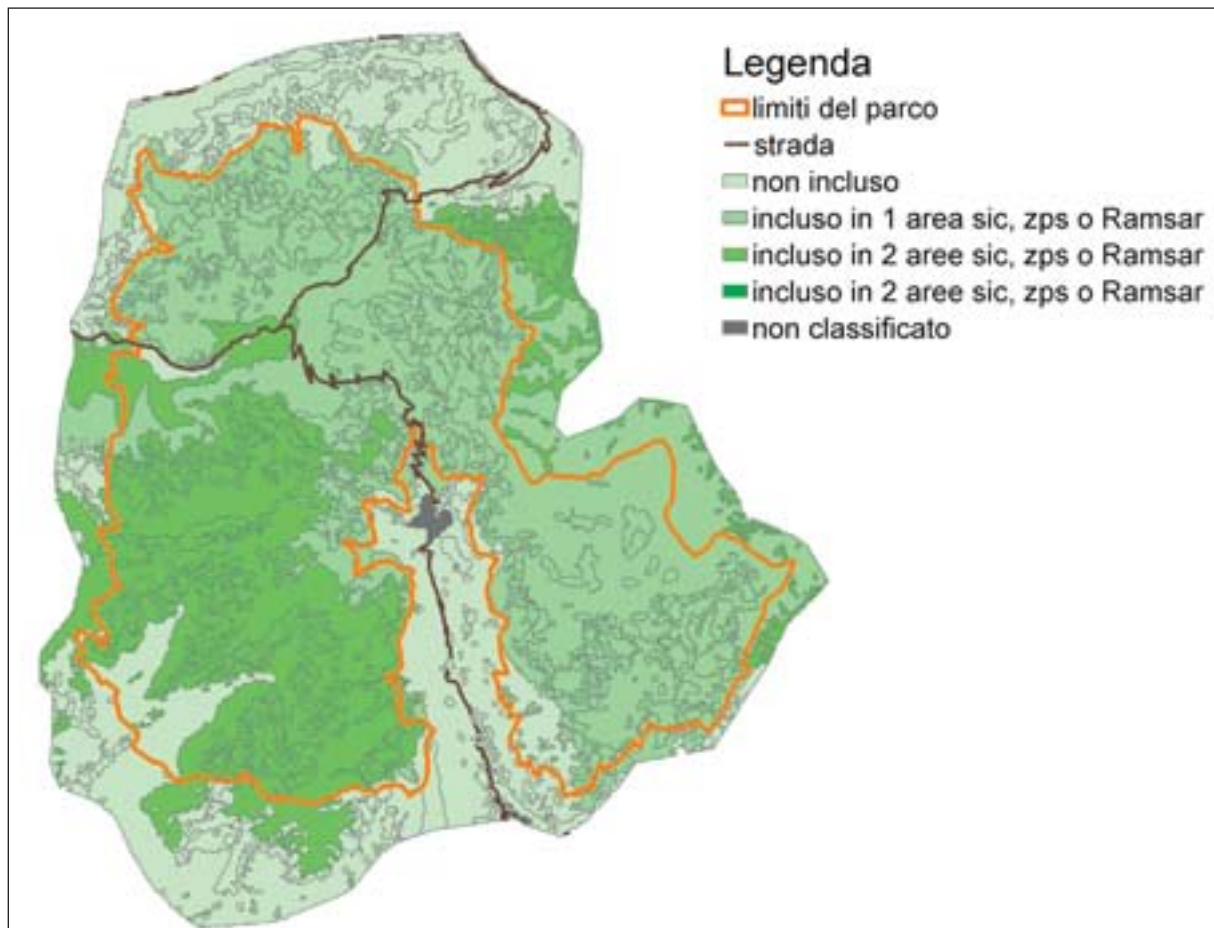 Legenda
limiti del parco
strada
non incluso
incluso in 1 area sic, zps o Ramsar
incluso in 2 aree sic, zps o Ramsar
incluso in 2 aree sic, zps o Ramsar
non classificato